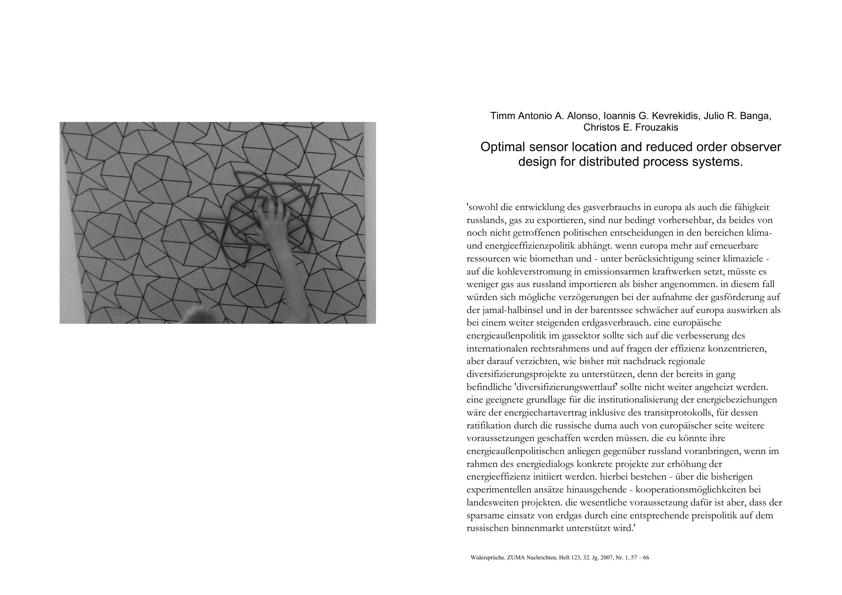 Timm Antonio A. Alonso, Ioannis G. Kevrekidis, Julio R. Banga,
Christos E. Frouzakis
Optimal sensor location and reduced order observer
design for distributed process systems.
'sowohl die entwicklung des gasverbrauchs in europa als auch die fähigkeit
russlands, gas zu exportieren, sind nur bedingt vorhersehbar, da beides von
noch nicht getroffenen politischen entscheidungen in den bereichen klima-
und energieeffizienzpolitik abhängt. wenn europa mehr auf erneuerbare
ressourcen wie biomethan und - unter berücksichtigung seiner klimaziele -
auf die kohleverstromung in emissionsarmen kraftwerken setzt, müsste es
weniger gas aus russland importieren als bisher angenommen. in diesem fall
würden sich mögliche verzögerungen bei der aufnahme der gasförderung auf
der jamal-halbinsel und in der barentssee schwächer auf europa auswirken als
bei einem weiter steigenden erdgasverbrauch. eine europäische
energieaußenpolitik im gassektor sollte sich auf die verbesserung des
internationalen rechtsrahmens und auf fragen der effizienz konzentrieren,
aber darauf verzichten, wie bisher mit nachdruck regionale
diversifizierungsprojekte zu unterstützen, denn der bereits in gang
befindliche 'diversifizierungswettlauf' sollte nicht weiter angeheizt werden.
eine geeignete grundlage für die institutionalisierung der energiebeziehungen
wäre der energiechartavertrag inklusive des transitprotokolls, für dessen
ratifikation durch die russische duma auch von europäischer seite weitere
voraussetzungen geschaffen werden müssen. die eu könnte ihre
energieaußenpolitischen anliegen gegenüber russland voranbringen, wenn im
rahmen des energiedialogs konkrete projekte zur erhöhung der
energieeffizienz initiiert werden. hierbei bestehen - über die bisherigen
experimentellen ansätze hinausgehende - kooperationsmöglichkeiten bei
landesweiten projekten. die wesentliche voraussetzung dafür ist aber, dass der
sparsame einsatz von erdgas durch eine entsprechende preispolitik auf dem
russischen binnenmarkt unterstützt wird.'
Widersprüche. ZUMA Nachrichten, Heft 123, 32. Jg. 2007, Nr. 1, 57 – 66